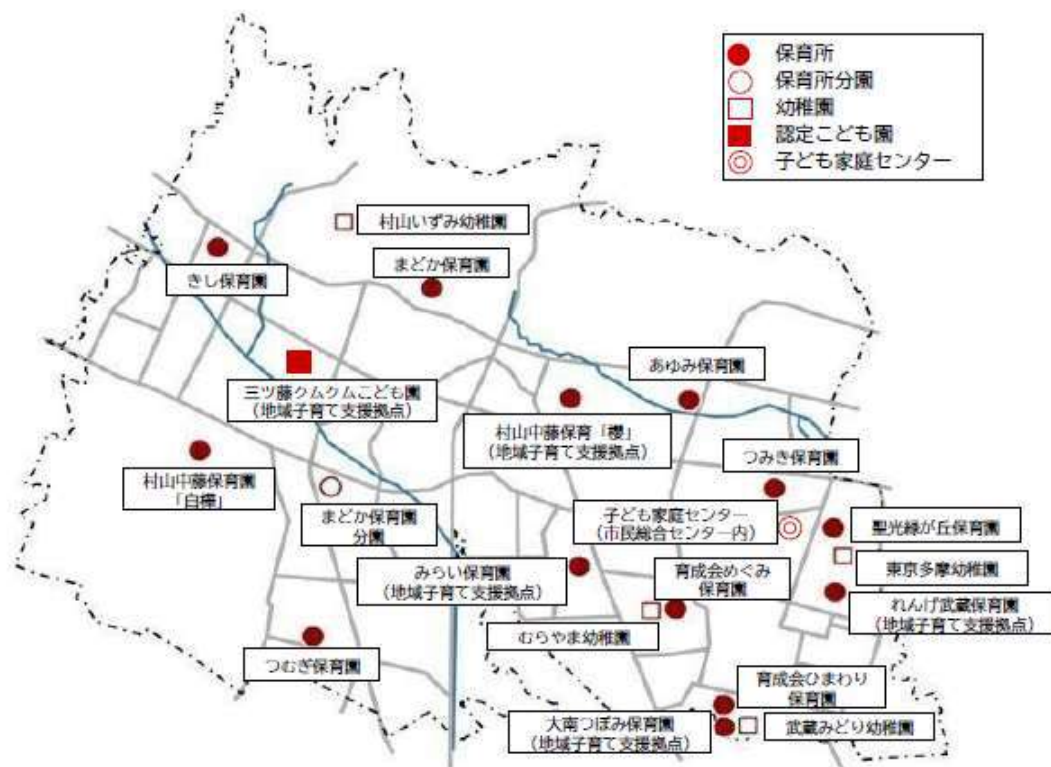 保育所
保育所分園
幼稚園
認定こども園
子ども家庭センター
村山いずみ幼稚園
まどか保育園
きし保育園
あゆみ保育園
三ツ藤クムクムこども園
(地域子育て支援拠点)
村山中藤保育「櫻」
(地域子育て支援拠点)
つみき保育園
村山中藤保育園
「白樺」
まどか保育園
分園
子ども家庭センター
(市民総合センター内)
聖光緑が丘保育園
東京多摩幼稚園
みらい保育園
(地域子育て支援拠点)
育成会めぐみ
保育園
れんげ武蔵保育園
(地域子育て支援拠点)
むらやま幼稚園
つむぎ保育園
育成会ひまわり
保育園
大南つぼみ保育園
(地域子育て支援拠点)
武蔵みどり幼稚園